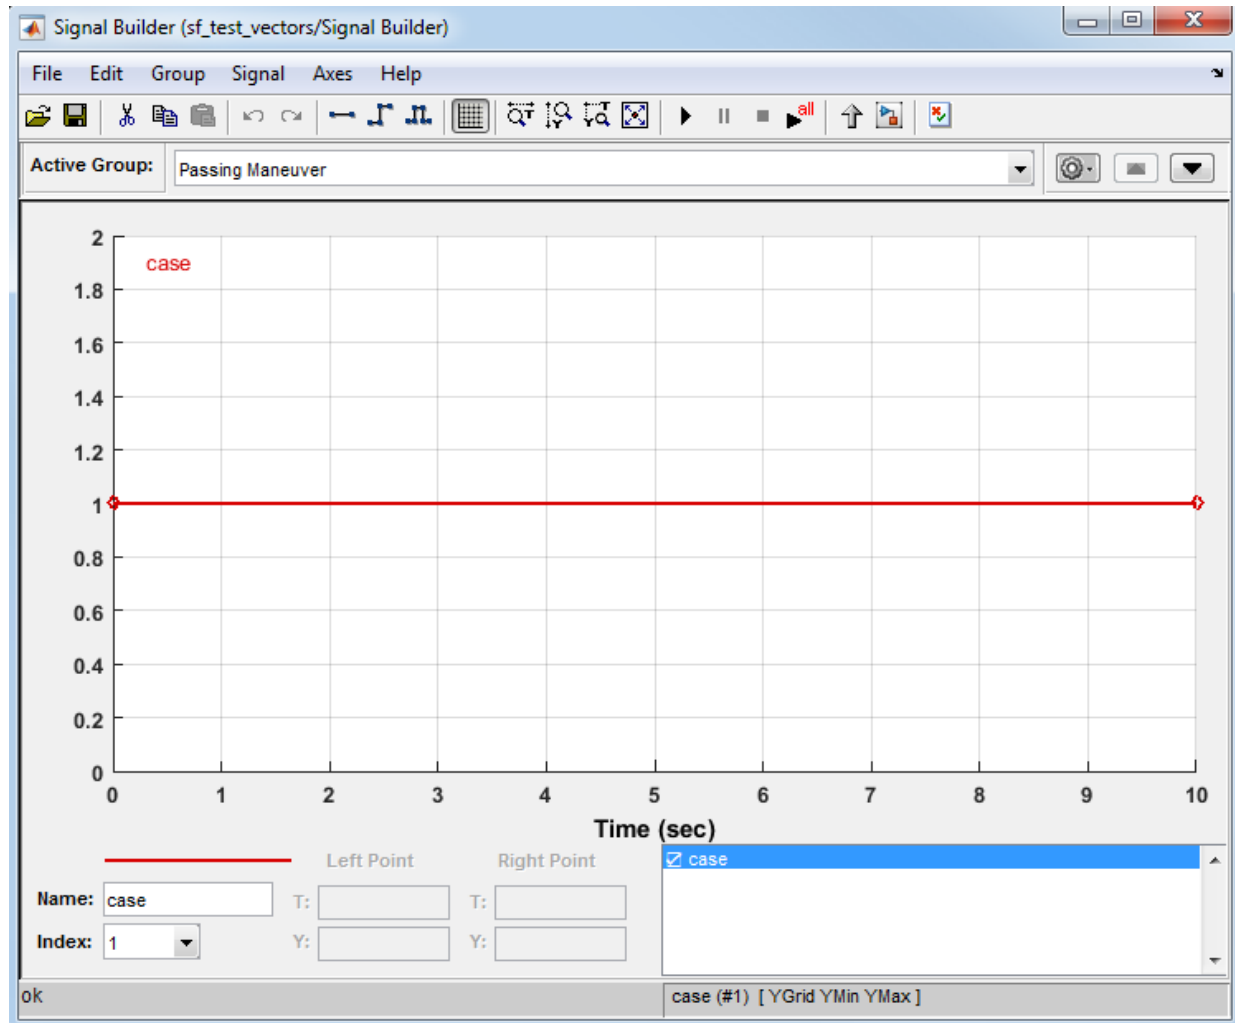 Signal Builder (sf_test_vectors/Signal Builder)
File Edit Group Signal Axes Help
all
Active Group: Passing Maneuver
case
2
1.8
1.6
1.4
1.2
1
0.8
0.6
0.4
0.2
0
0 1 2 3 4 5 6 7 8 9 10
Time (sec)
Left Point Right Point
case
Name: case T: T:
Index: 1 Y: Y:
ok
case (#1) [ YGrid YMin YMax ]